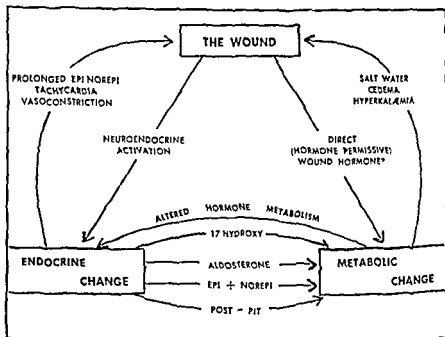 THE WOUND
PROLONGED EPI NOREPI
TACHYCARDIA
VASOCONSTRICTION
SALT WATER
ŒDEMA
HYPERKALÆMIA
NEUROENDOCRINE
ACTIVATION
DIRECT
(HORMONE PERMISSIVE)
WOUND HORMONE?
ALTERED HORMONE METABOLISM
17 HYDROXY
ENDOCRINE
CHANGE
METABOLIC
CHANGE
ALDOSTERONE
EPI + NOREPI
POST - PIT